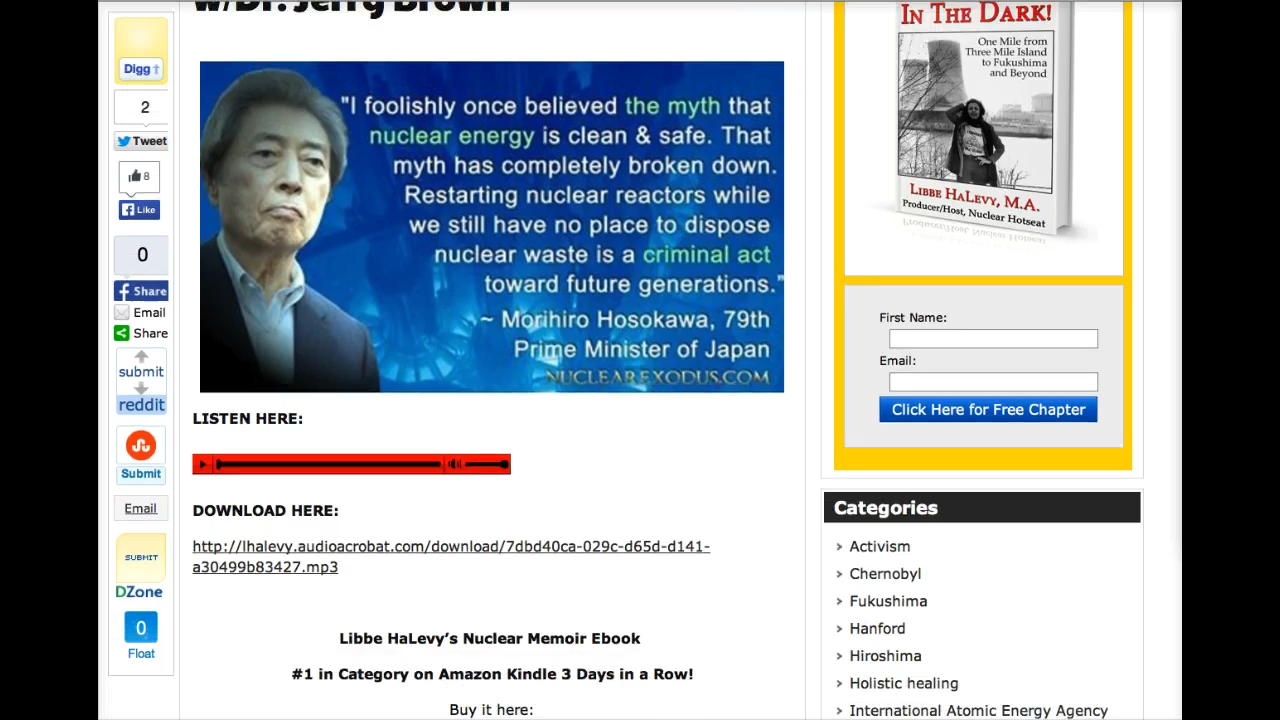 w/Dr. Jerry Brown
Digg
2
Tweet
8
Like
0
Share
Email
Share
submit
reddit
Submit
Email
SUBMIT
DZone
0
Float
"I foolishly once believed the myth that
nuclear energy is clean & safe. That
myth has completely broken down.
Restarting nuclear reactors while
we still have no place to dispose
nuclear waste is a criminal act
toward future generations."
~ Morihiro Hosokawa, 79th
Prime Minister of Japan
NUCLEAREXODUS.COM
LISTEN HERE:
DOWNLOAD HERE:
http://lhalevy.audioacrobat.com/download/7dbd40ca-029c-d65d-d141-
a30499b83427.mp3
Libbe HaLevy's Nuclear Memoir Ebook
#1 in Category on Amazon Kindle 3 Days in a Row!
Buy it here:
IN THE DARK!
One Mile from
Three Mile Island
to Fukushima
and Beyond
LIBBE HALEVY, M.A.
Producer/Host, Nuclear Hotseat
First Name:
Email:
Click Here for Free Chapter
Categories
Activism
Chernobyl
Fukushima
Hanford
Hiroshima
Holistic healing
International Atomic Energy Agency